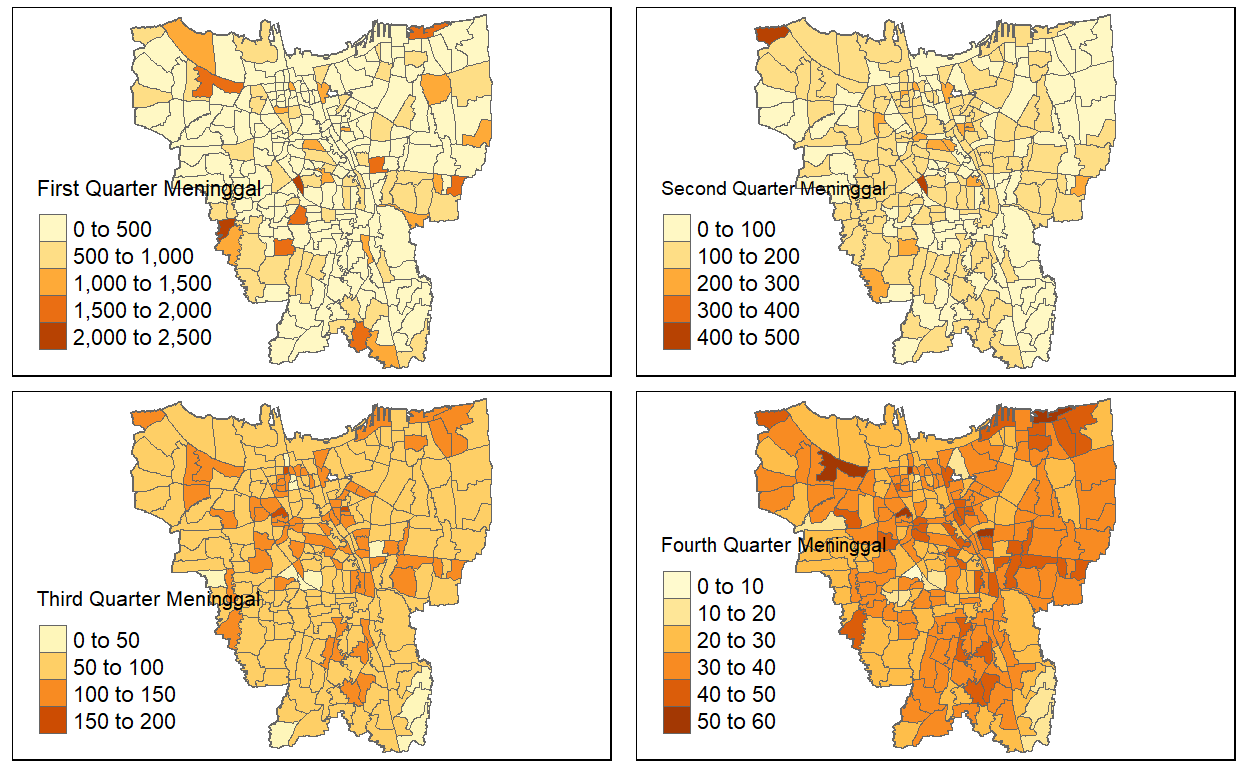 First Quarter Meninggal
0 to 500
500 to 1,000
1,000 to 1,500
1,500 to 2,000
2,000 to 2,500
Second Quarter Meninggal
0 to 100
100 to 200
200 to 300
300 to 400
400 to 500
Third Quarter Meninggal
0 to 50
50 to 100
100 to 150
150 to 200
Fourth Quarter Meninggal
0 to 10
10 to 20
20 to 30
30 to 40
40 to 50
50 to 60